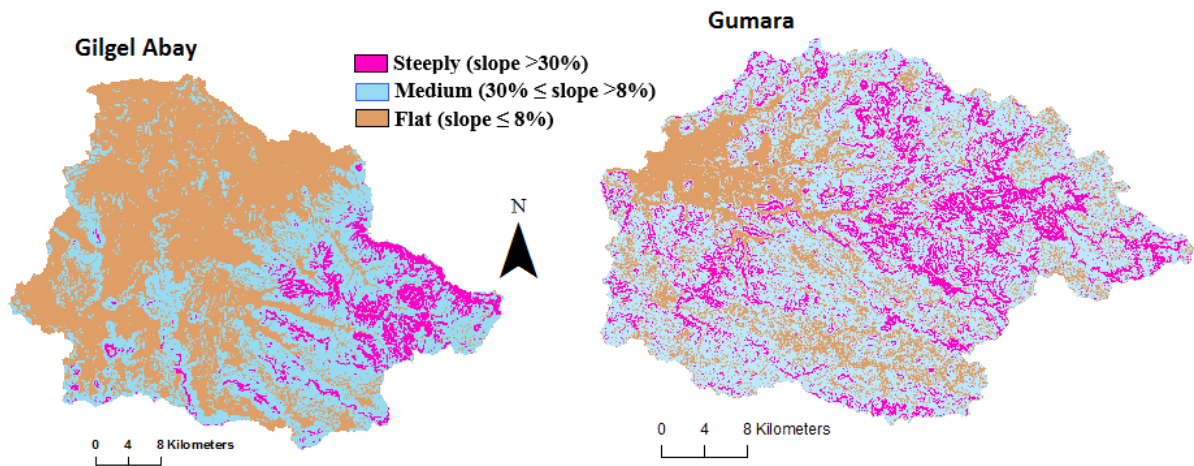 Gilgel Abay
Gumara
Steeply (slope >30%)
Medium (30% ≤ slope >8%)
Flat (slope ≤ 8%)
N
0 4 8 Kilometers
0 4 8 Kilometers